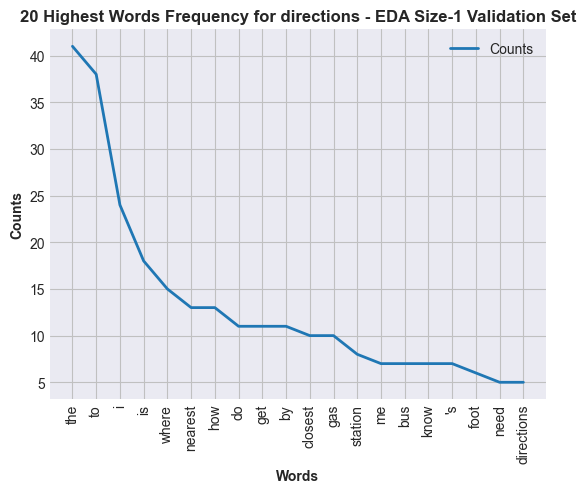 20 Highest Words Frequency for directions - EDA Size-1 Validation Set
Counts
40
35
30
25
20
15
10
5
Counts
the
to
i
is
where
nearest
how
do
get
by
closest
gas
station
me
bus
know
's
foot
need
directions
Words